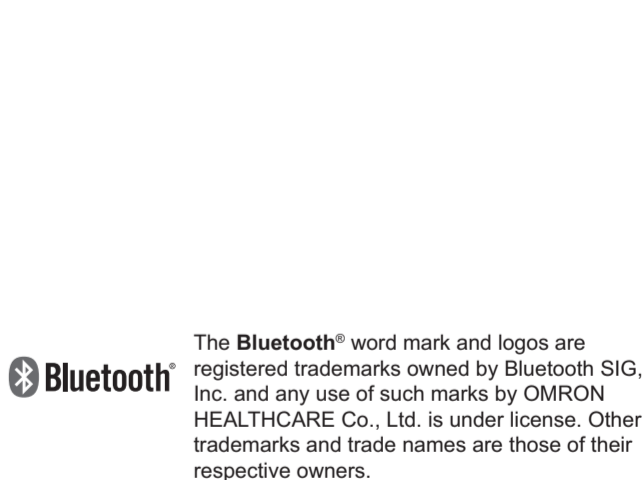 The Bluetooth® word mark and logos are
Bluetooth® registered trademarks owned by Bluetooth SIG,
Inc. and any use of such marks by OMRON
HEALTHCARE Co., Ltd. is under license. Other
trademarks and trade names are those of their
respective owners.